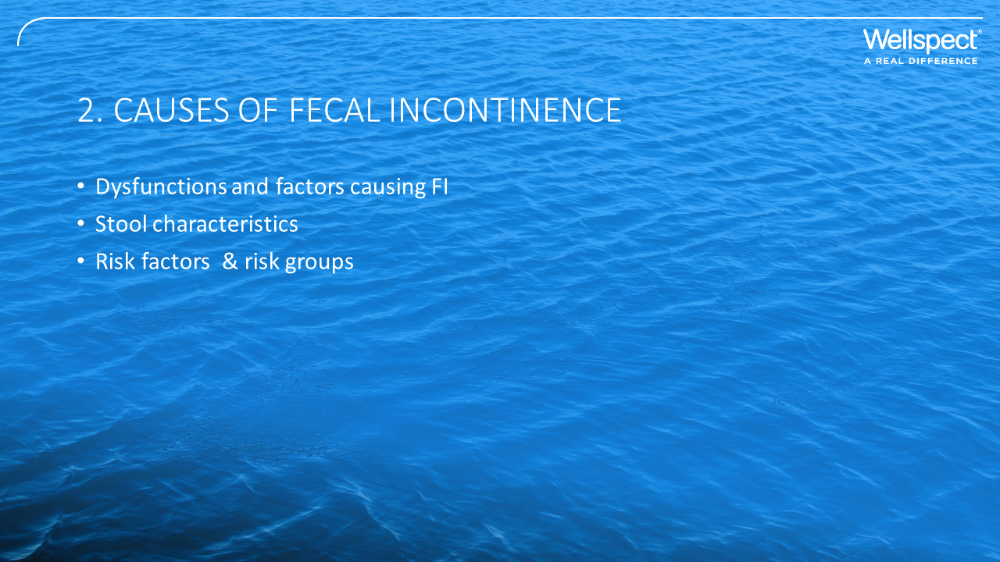 Wellspect®
A REAL DIFFERENCE
2. CAUSES OF FECAL INCONTINENCE
• Dysfunctions and factors causing FI
• Stool characteristics
• Risk factors  & risk groups